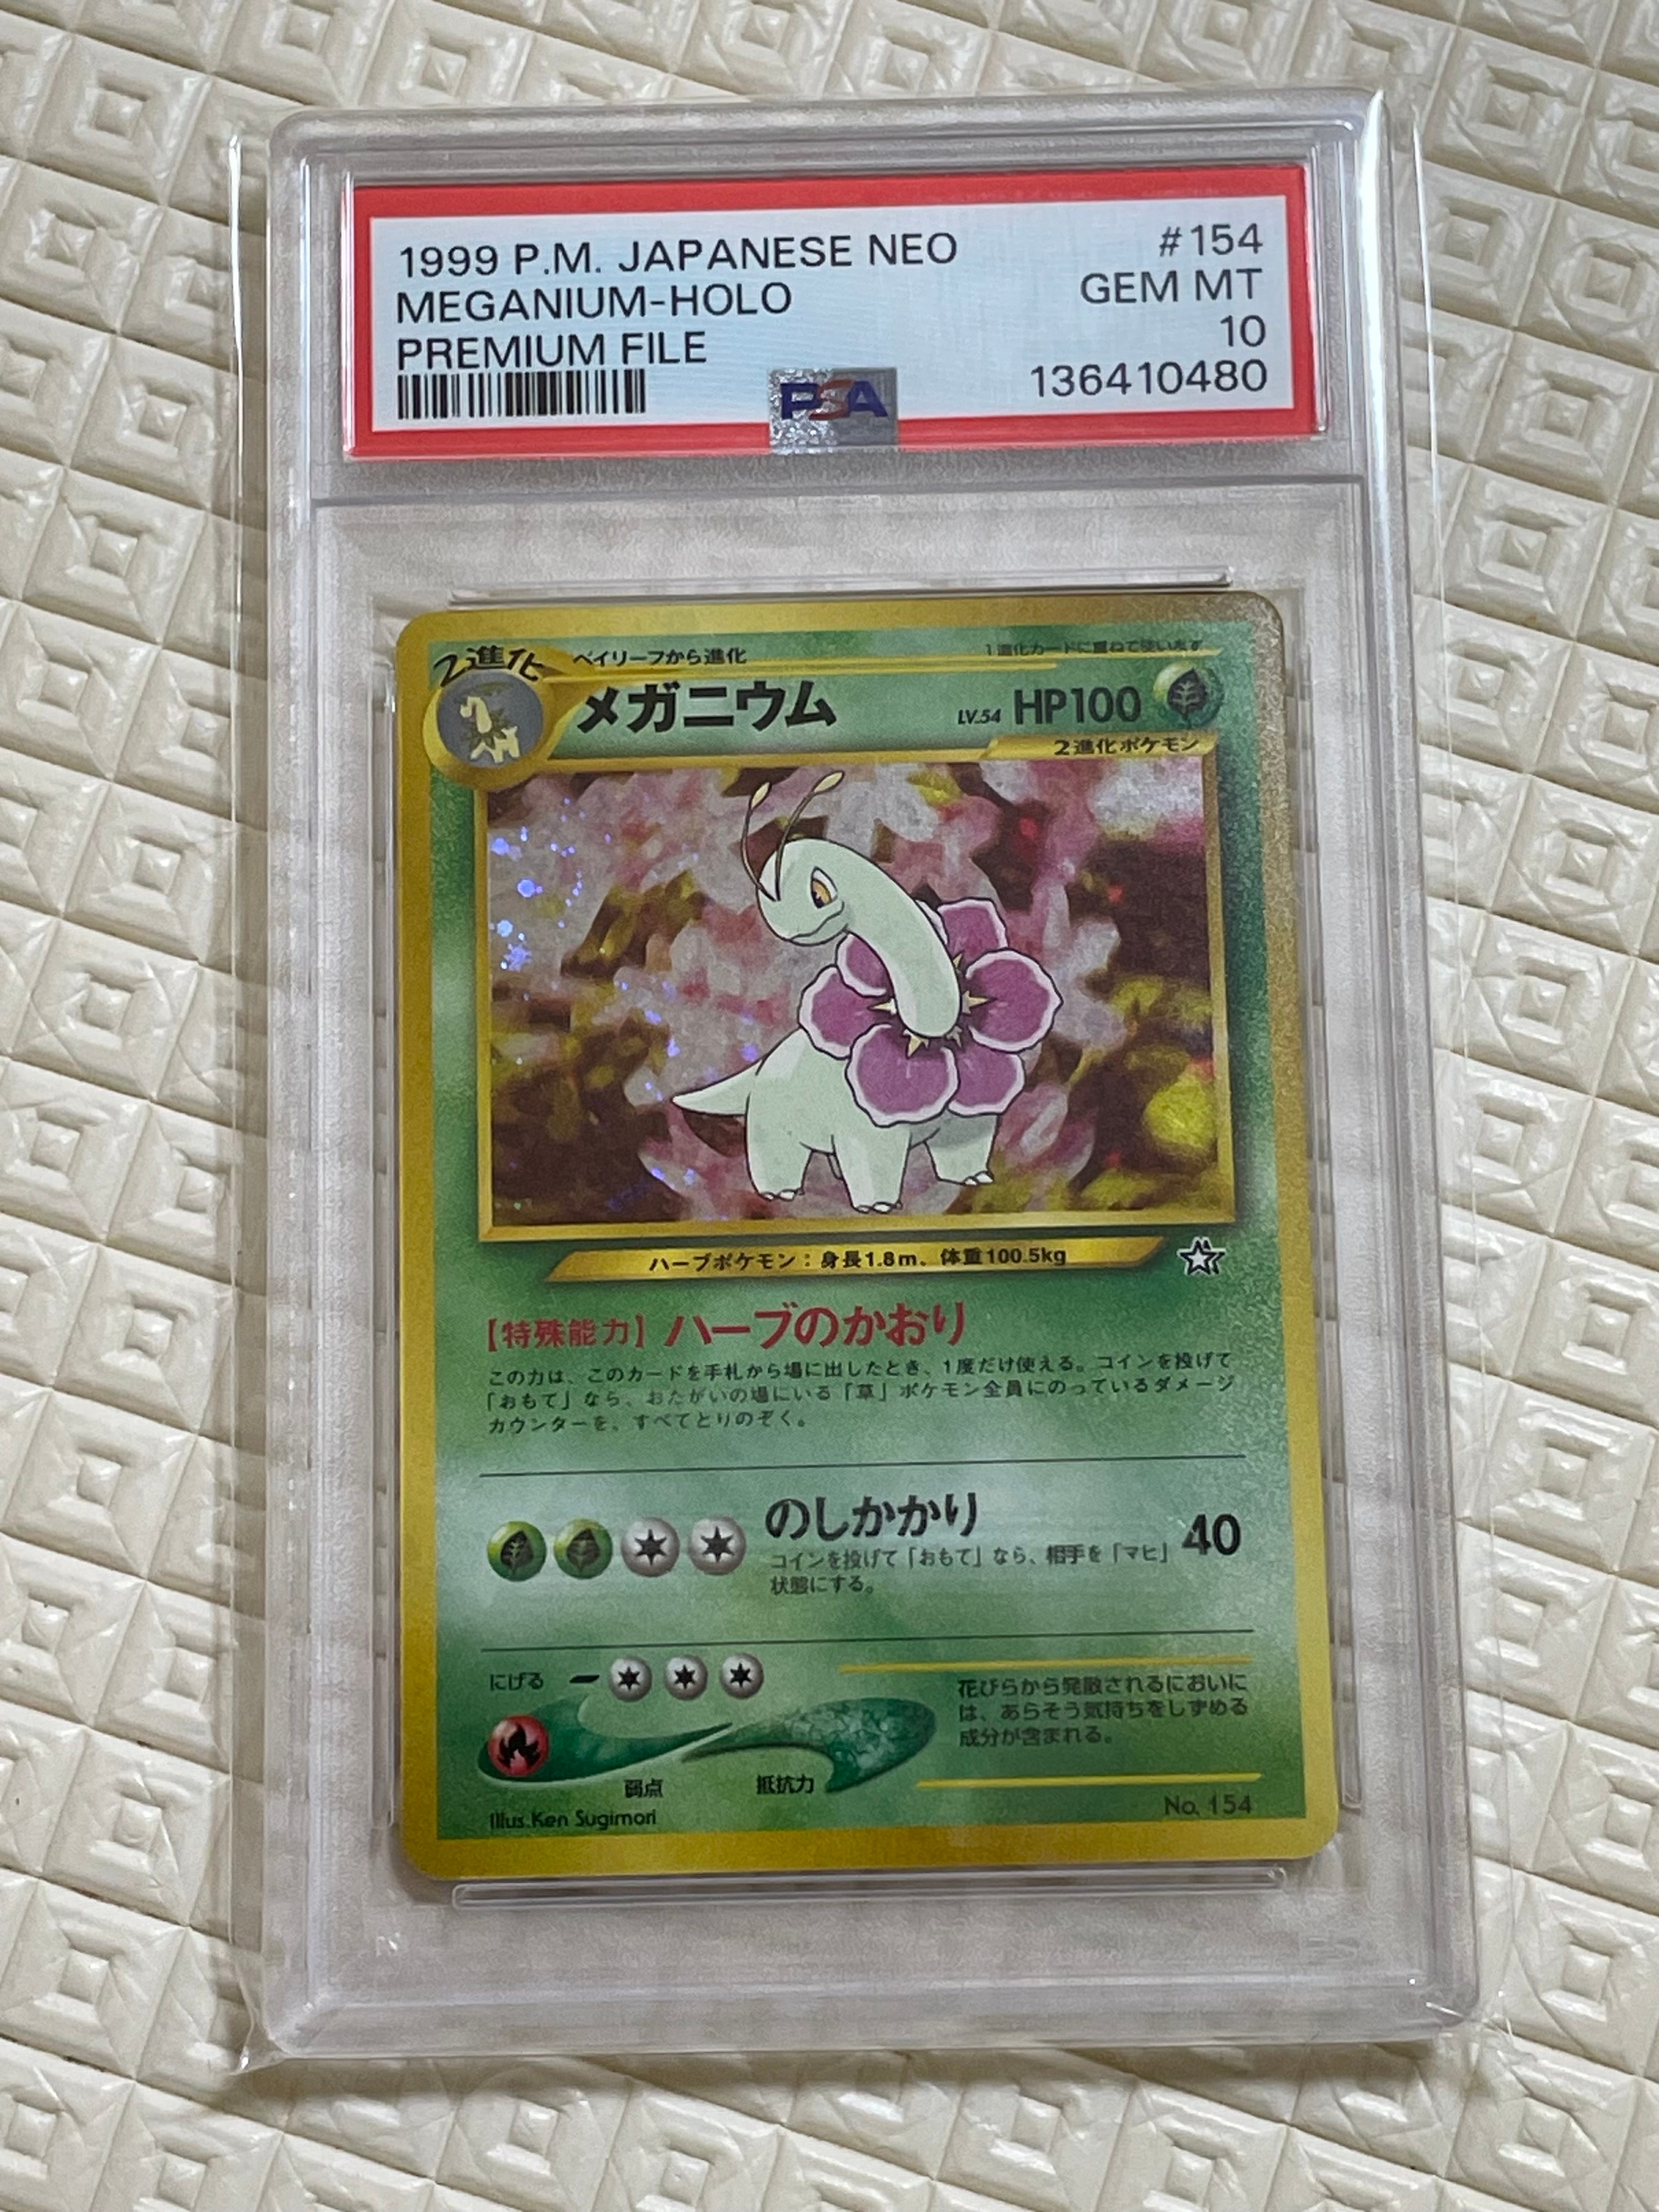 1999 P.M. JAPANESE NEO #154
MEGANIUM-HOLO GEM MT
PREMIUM FILE 10
136410480
PSA
2進化 ベイリーフから進化 1進化カードに重ねて使います
メガニウム LV.54 HP100
2進化ポケモン
ハーブポケモン：身長1.8m、体重100.5kg
【特殊能力】ハーブのかおり
この力は、このカードを手札から場に出したとき、1度だけ使える。コインを投げて
「おもて」なら、おたがいの場にいる「草」ポケモン全員にのっているダメージ
カウンターを、すべてとりのぞく。
のしかかり 40
コインを投げて「おもて」なら、相手を「マヒ」
状態にする。
にげる
花びらから発散されるにおいに
は、あらそう気持ちをしずめる
成分が含まれる。
弱点 抵抗力
Illus.Ken Sugimori No. 154